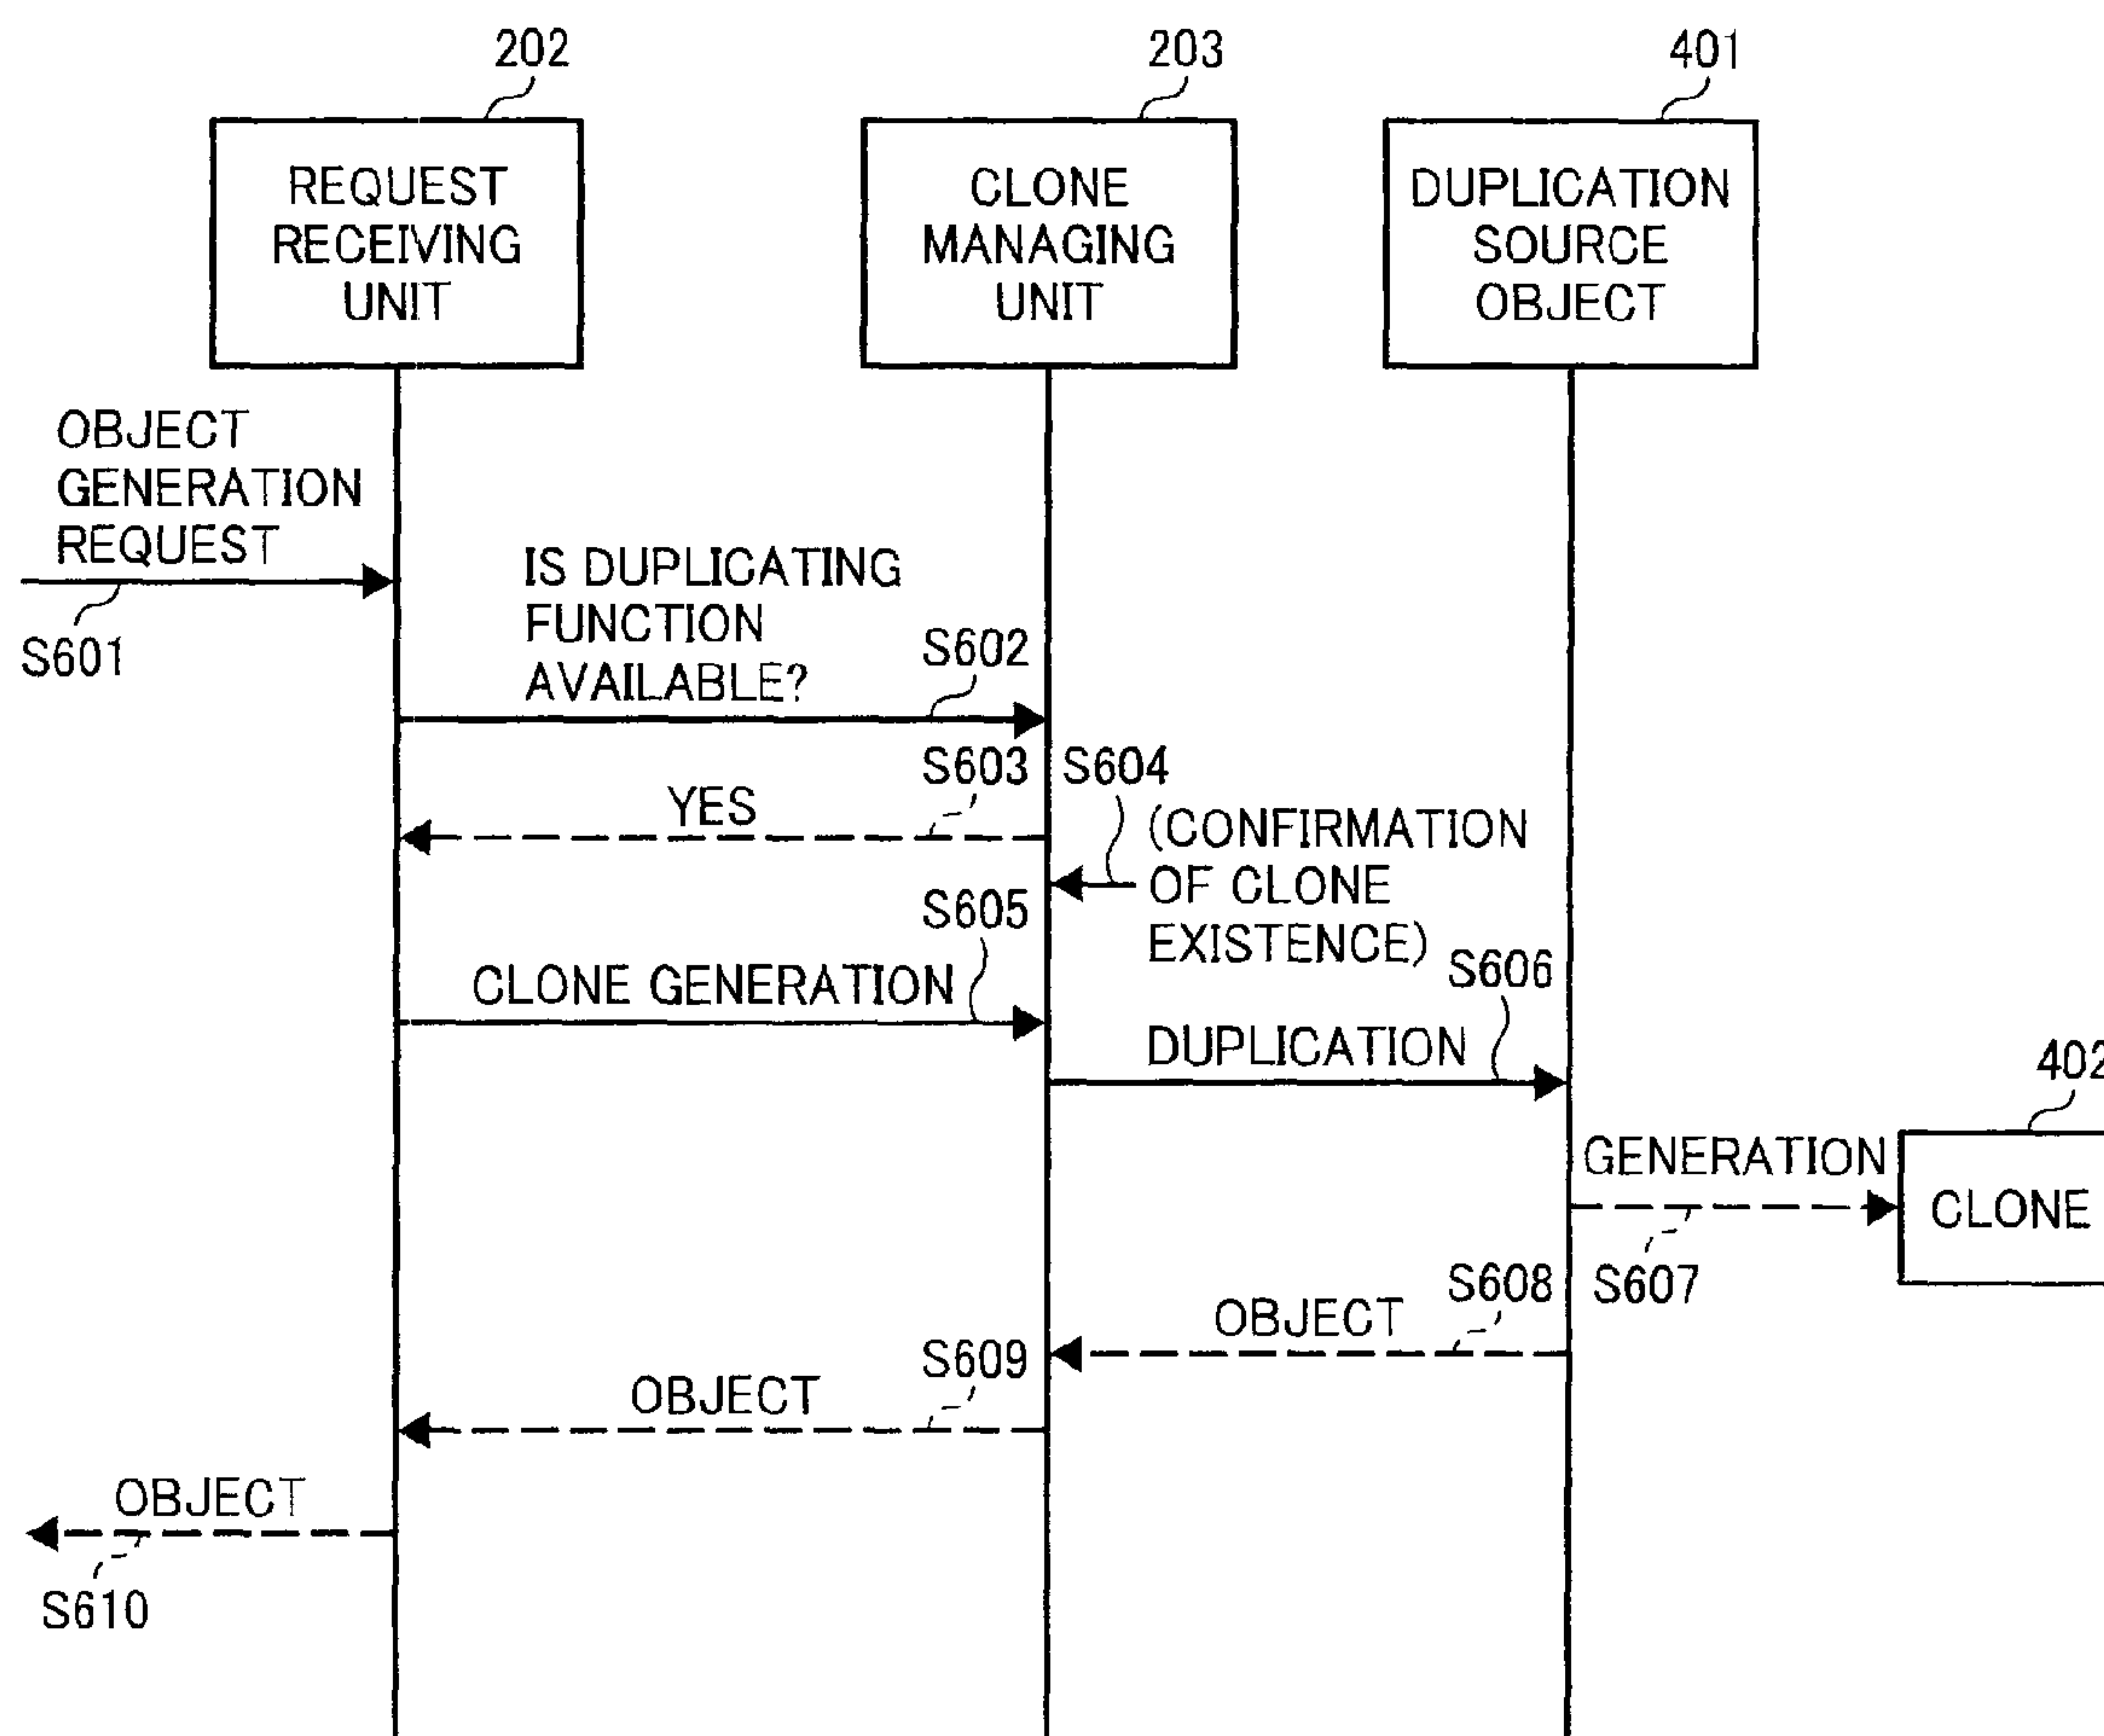 202
203
401
REQUEST
RECEIVING
UNIT
CLONE
MANAGING
UNIT
DUPLICATION
SOURCE
OBJECT
OBJECT
GENERATION
REQUEST
S601
IS DUPLICATING
FUNCTION
AVAILABLE?
S602
S603
YES
S604
(CONFIRMATION
OF CLONE
EXISTENCE)
S605
CLONE GENERATION
S606
DUPLICATION
402
GENERATION
CLONE
S607
S608
OBJECT
S609
OBJECT
OBJECT
S610